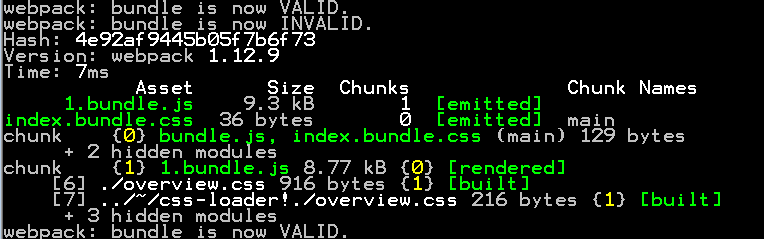 webpack: bundle is now VALID.
webpack: bundle is now INVALID.
Hash: 4e92af9445b05f7b6f73
Version: webpack 1.12.9
Time: 7ms
Asset Size Chunks Chunk Names
1.bundle.js 9.3 kB 1 [emitted]
index.bundle.css 36 bytes 0 [emitted] main
chunk {0} bundle.js, index.bundle.css (main) 129 bytes
+ 2 hidden modules
chunk {1} 1.bundle.js 8.77 kB {0} [rendered]
[6] ./overview.css 916 bytes {1} [built]
[7] ../~/css-loader!./overview.css 216 bytes {1} [built]
+ 3 hidden modules
webpack: bundle is now VALID.